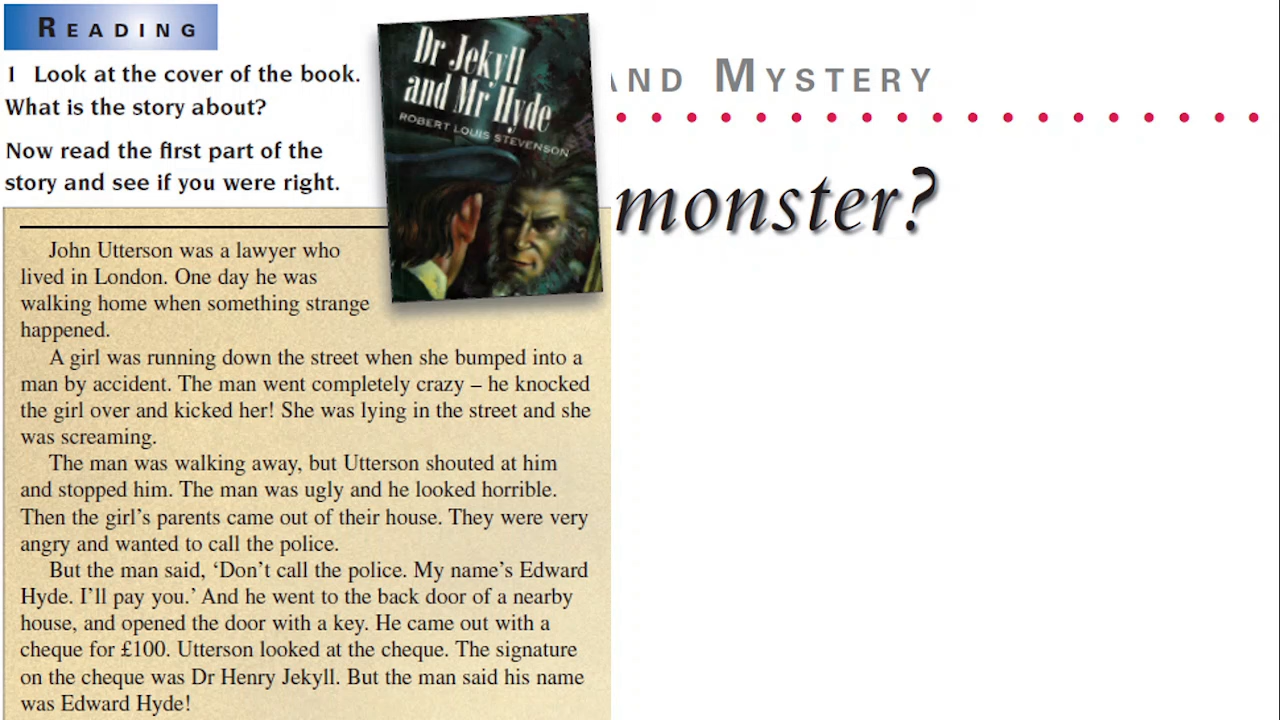 READING
1 Look at the cover of the book.
What is the story about?
Now read the first part of the
story and see if you were right.
Dr Jekyll
and Mr Hyde
ROBERT LOUIS STEVENSON
AND MYSTERY
monster?
John Utterson was a lawyer who
lived in London. One day he was
walking home when something strange
happened.
A girl was running down the street when she bumped into a
man by accident. The man went completely crazy – he knocked
the girl over and kicked her! She was lying in the street and she
was screaming.
The man was walking away, but Utterson shouted at him
and stopped him. The man was ugly and he looked horrible.
Then the girl's parents came out of their house. They were very
angry and wanted to call the police.
But the man said, ‘Don't call the police. My name's Edward
Hyde. I'll pay you.’ And he went to the back door of a nearby
house, and opened the door with a key. He came out with a
cheque for £100. Utterson looked at the cheque. The signature
on the cheque was Dr Henry Jekyll. But the man said his name
was Edward Hyde!